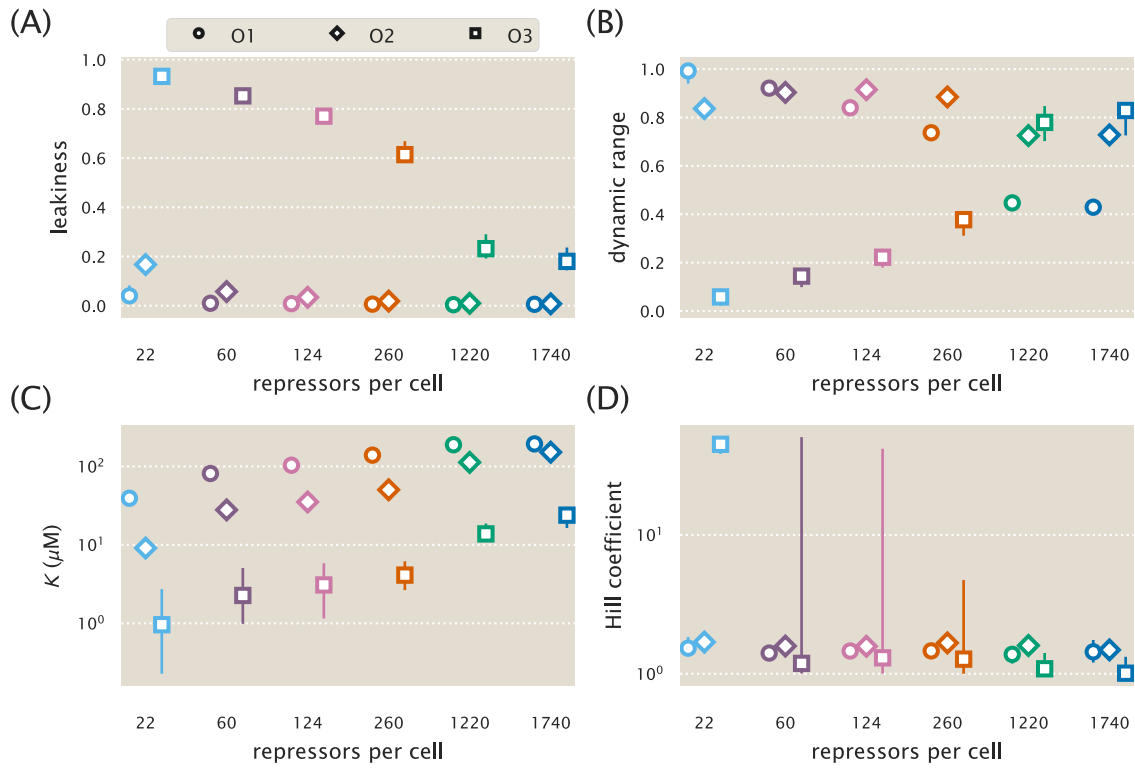 (A)
O1 O2 O3
1.0
0.8
0.6
0.4
0.2
0.0
leakiness
22 60 124 260 1220 1740
repressors per cell
(B)
1.0
0.8
0.6
0.4
0.2
0.0
dynamic range
22 60 124 260 1220 1740
repressors per cell
(C)
10²
10¹
10⁰
K (μM)
22 60 124 260 1220 1740
repressors per cell
(D)
10¹
10⁰
Hill coefficient
22 60 124 260 1220 1740
repressors per cell